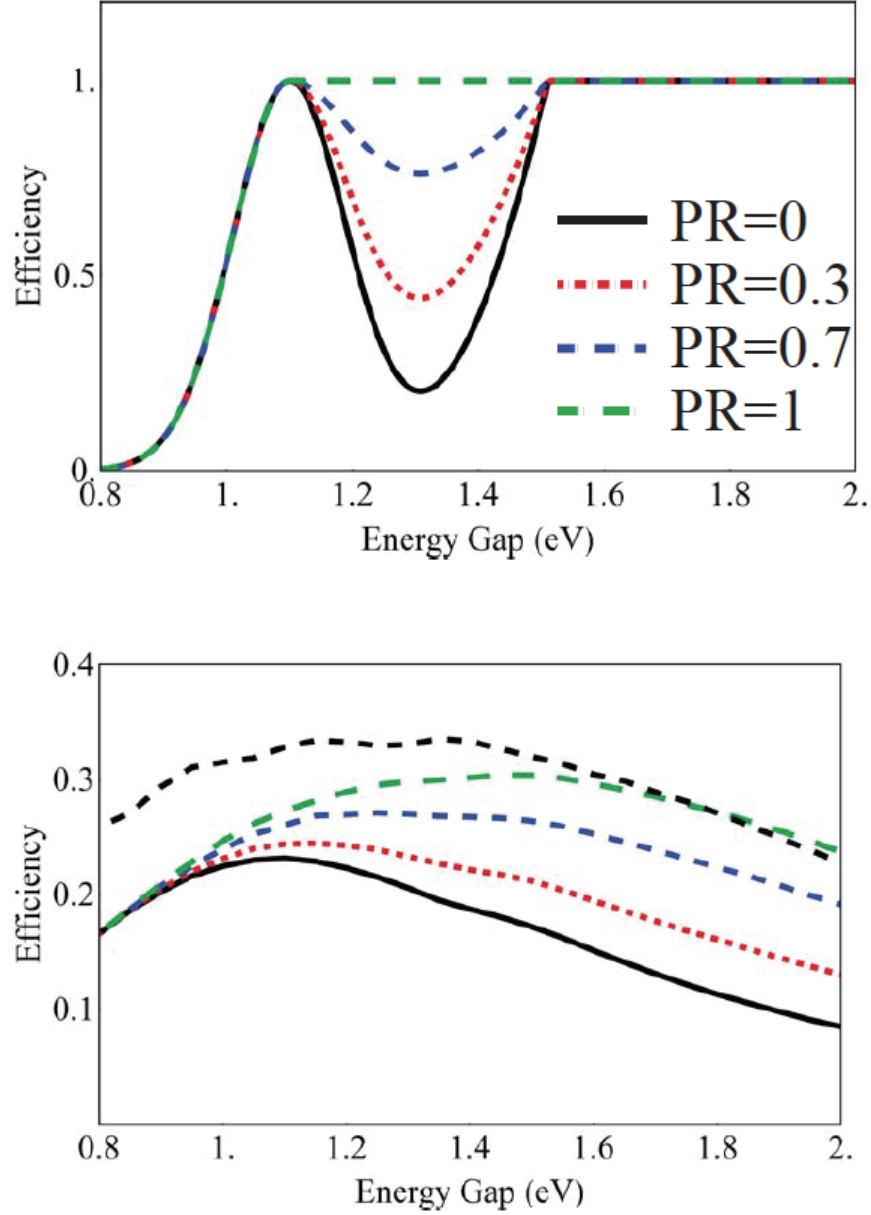 1.
Efficiency
0.5
0.
PR=0
PR=0.3
PR=0.7
PR=1
0.8 1. 1.2 1.4 1.6 1.8 2.
Energy Gap (eV)
0.4
0.3
Efficiency
0.2
0.1
0.8 1. 1.2 1.4 1.6 1.8 2.
Energy Gap (eV)